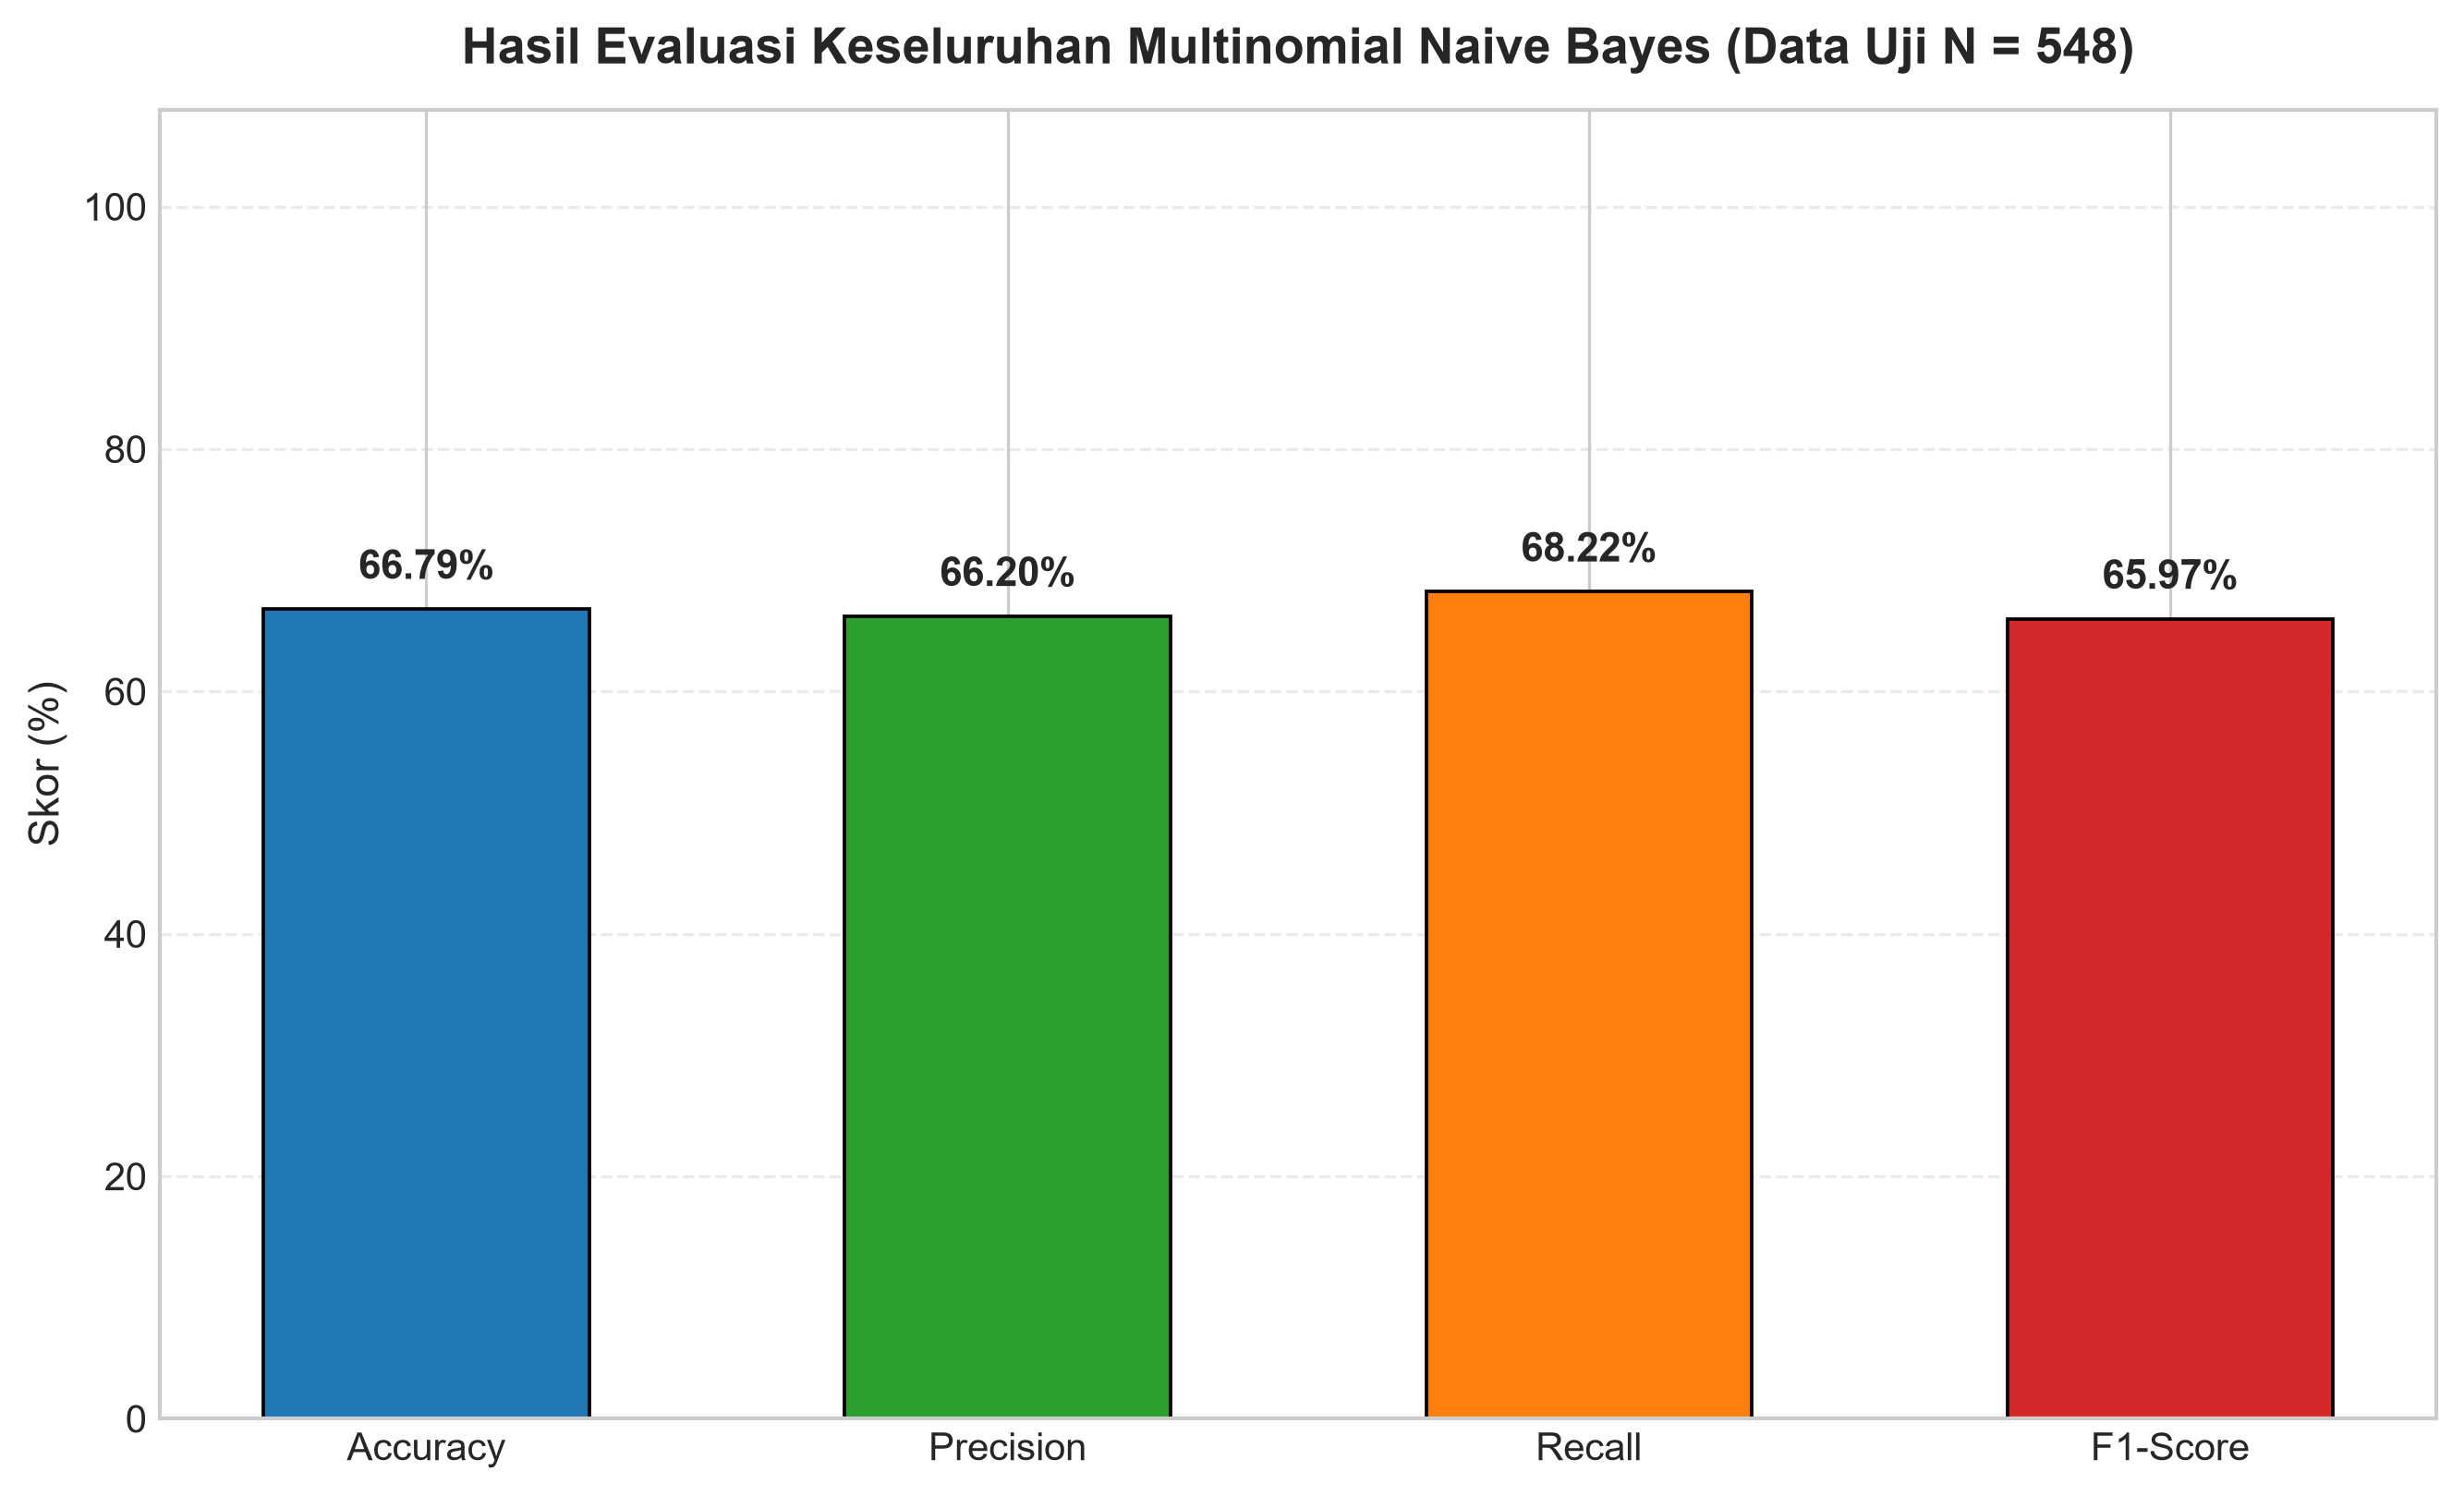 Hasil Evaluasi Keseluruhan Multinomial Naive Bayes (Data Uji N = 548)
Skor (%)
100
80
60
40
20
0
66.79%
66.20%
68.22%
65.97%
Accuracy
Precision
Recall
F1-Score